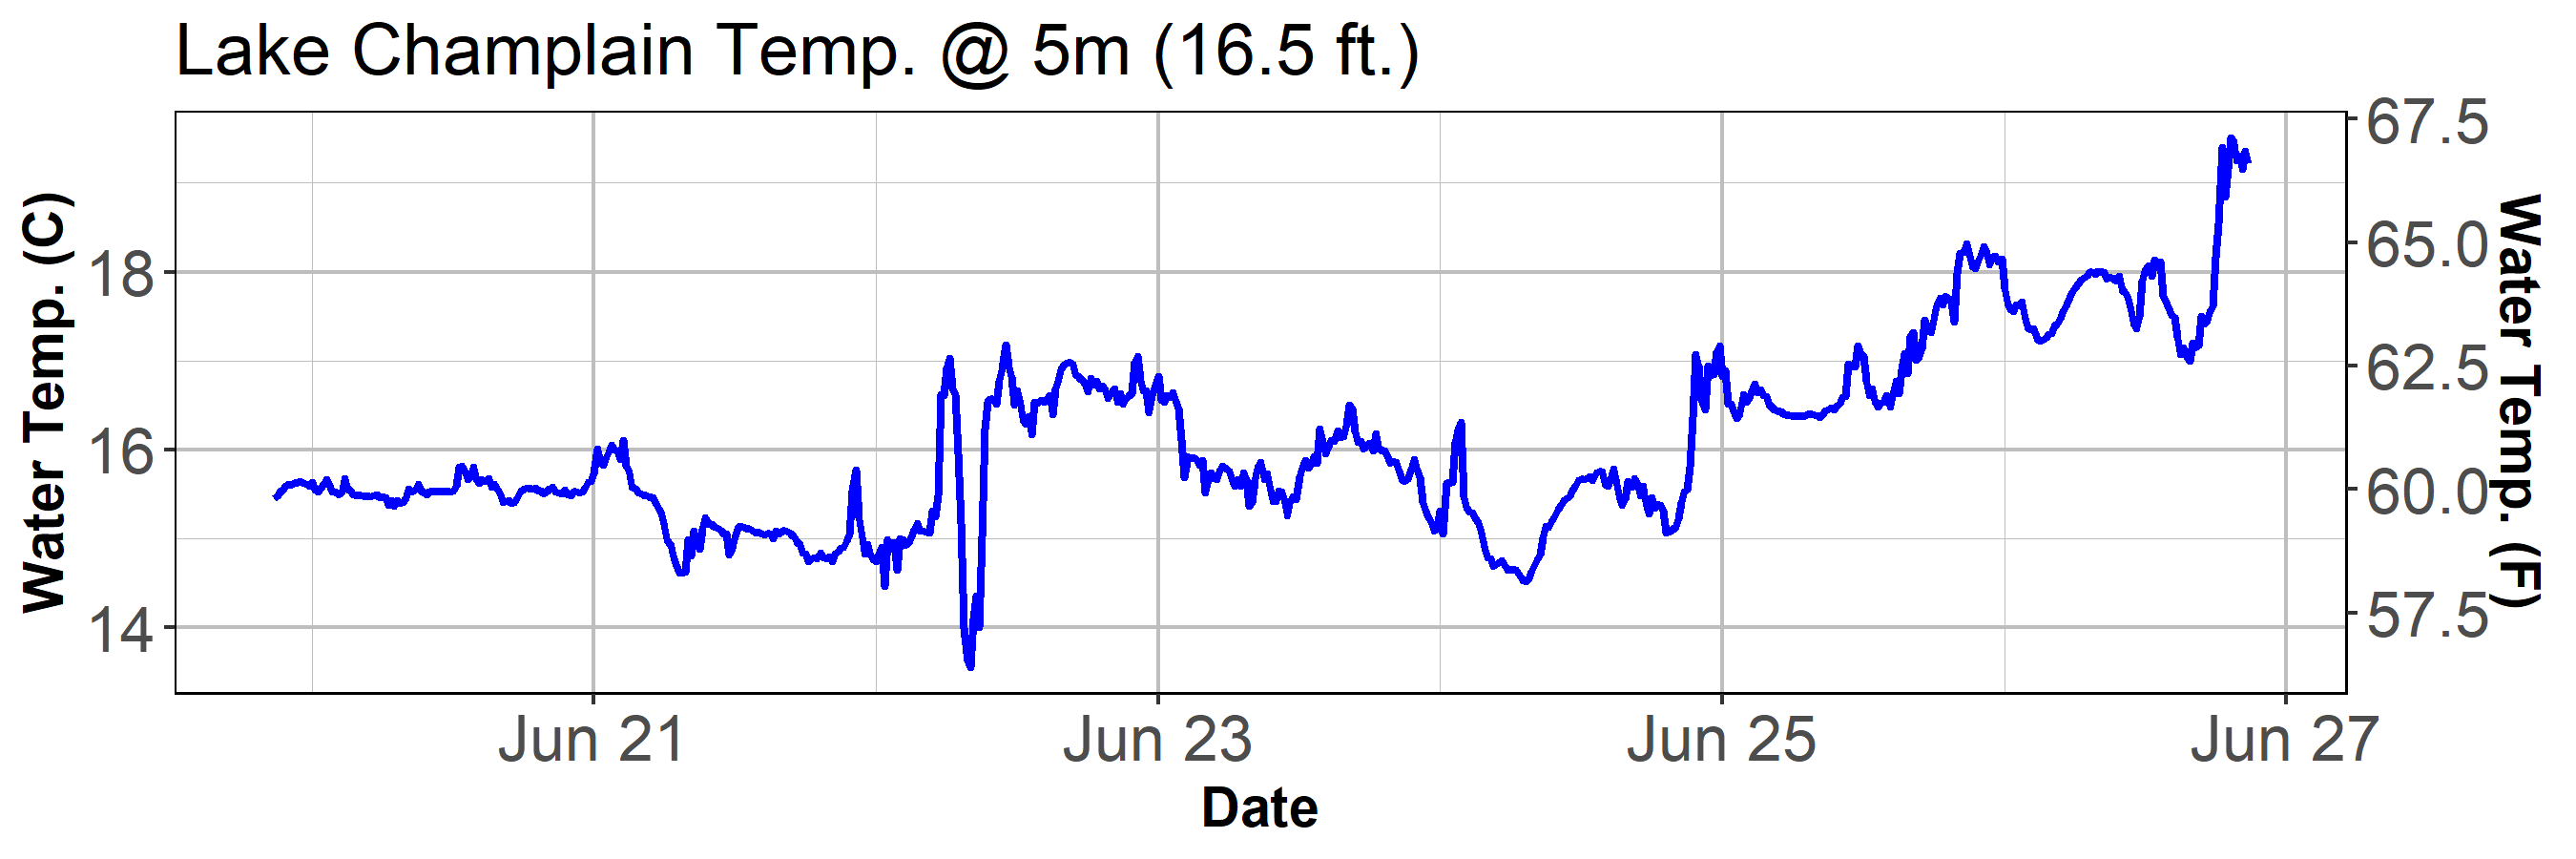 Lake Champlain Temp. @ 5m (16.5 ft.)
Water Temp. (C)
18
16
14
67.5
65.0
62.5
60.0
57.5
Water Temp. (F)
Jun 21 Jun 23 Jun 25 Jun 27
Date